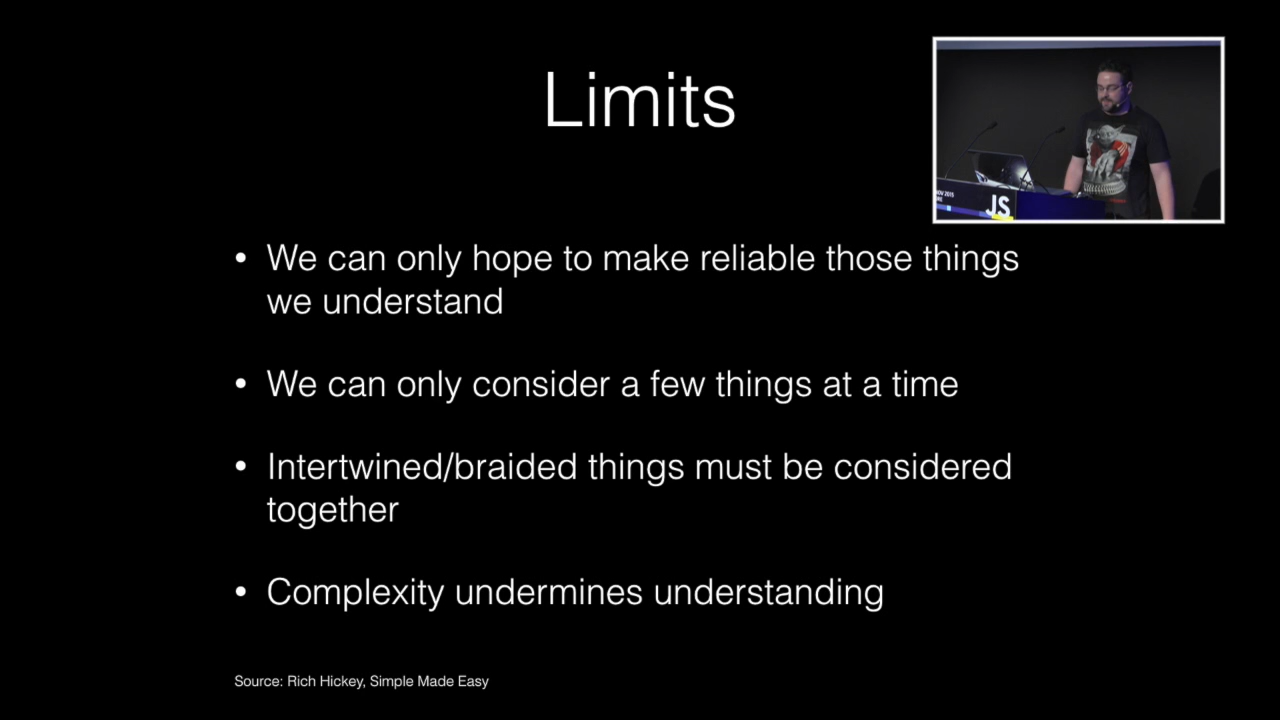 Limits
• We can only hope to make reliable those things
we understand
• We can only consider a few things at a time
• Intertwined/braided things must be considered
together
• Complexity undermines understanding
Source: Rich Hickey, Simple Made Easy
JS